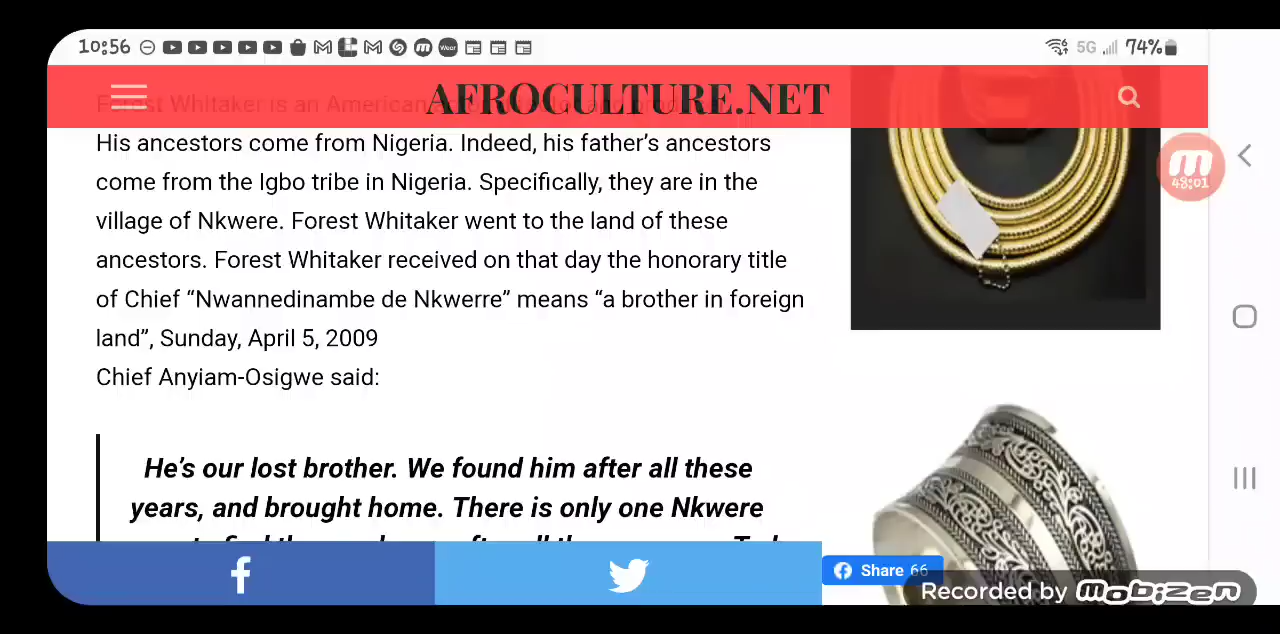 10:56
Wear
5G
74%
AFROCULTURE.NET
Forest Whitaker is an American
His ancestors come from Nigeria. Indeed, his father's ancestors
come from the Igbo tribe in Nigeria. Specifically, they are in the
village of Nkwere. Forest Whitaker went to the land of these
ancestors. Forest Whitaker received on that day the honorary title
of Chief “Nwannedinambe de Nkwerre” means “a brother in foreign
land”, Sunday, April 5, 2009
Chief Anyiam-Osigwe said:
He's our lost brother. We found him after all these
years, and brought home. There is only one Nkwere
48:01
Share 66
Recorded by mobizen